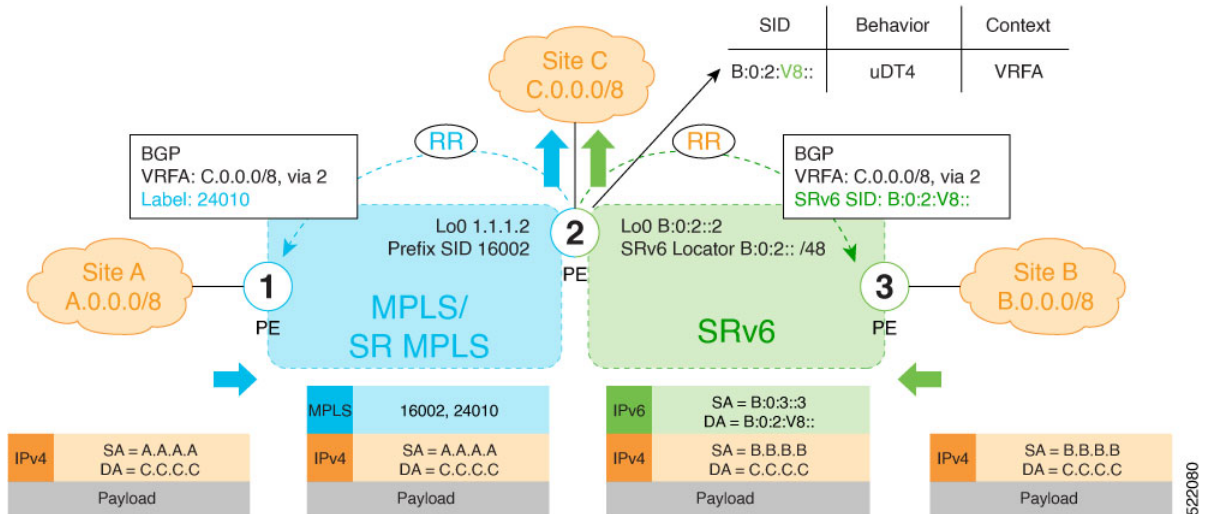 SID Behavior Context
B:0:2:V8:: uDT4 VRFA
Site C
C.0.0.0/8
RR
RR
BGP
VRFA: C.0.0.0/8, via 2
Label: 24010
BGP
VRFA: C.0.0.0/8, via 2
SRv6 SID: B:0:2:V8::
Lo0 1.1.1.2
Prefix SID 16002
2
PE
Lo0 B:0:2::2
SRv6 Locator B:0:2:: /48
Site A
A.0.0.0/8
1
PE
MPLS/
SR MPLS
SRv6
3
PE
Site B
B.0.0.0/8
MPLS 16002, 24010
IPv6 SA = B:0:3::3
DA = B:0:2:V8::
IPv4 SA = A.A.A.A
DA = C.C.C.C
Payload
IPv4 SA = A.A.A.A
DA = C.C.C.C
Payload
IPv4 SA = B.B.B.B
DA = C.C.C.C
Payload
IPv4 SA = B.B.B.B
DA = C.C.C.C
Payload
522080